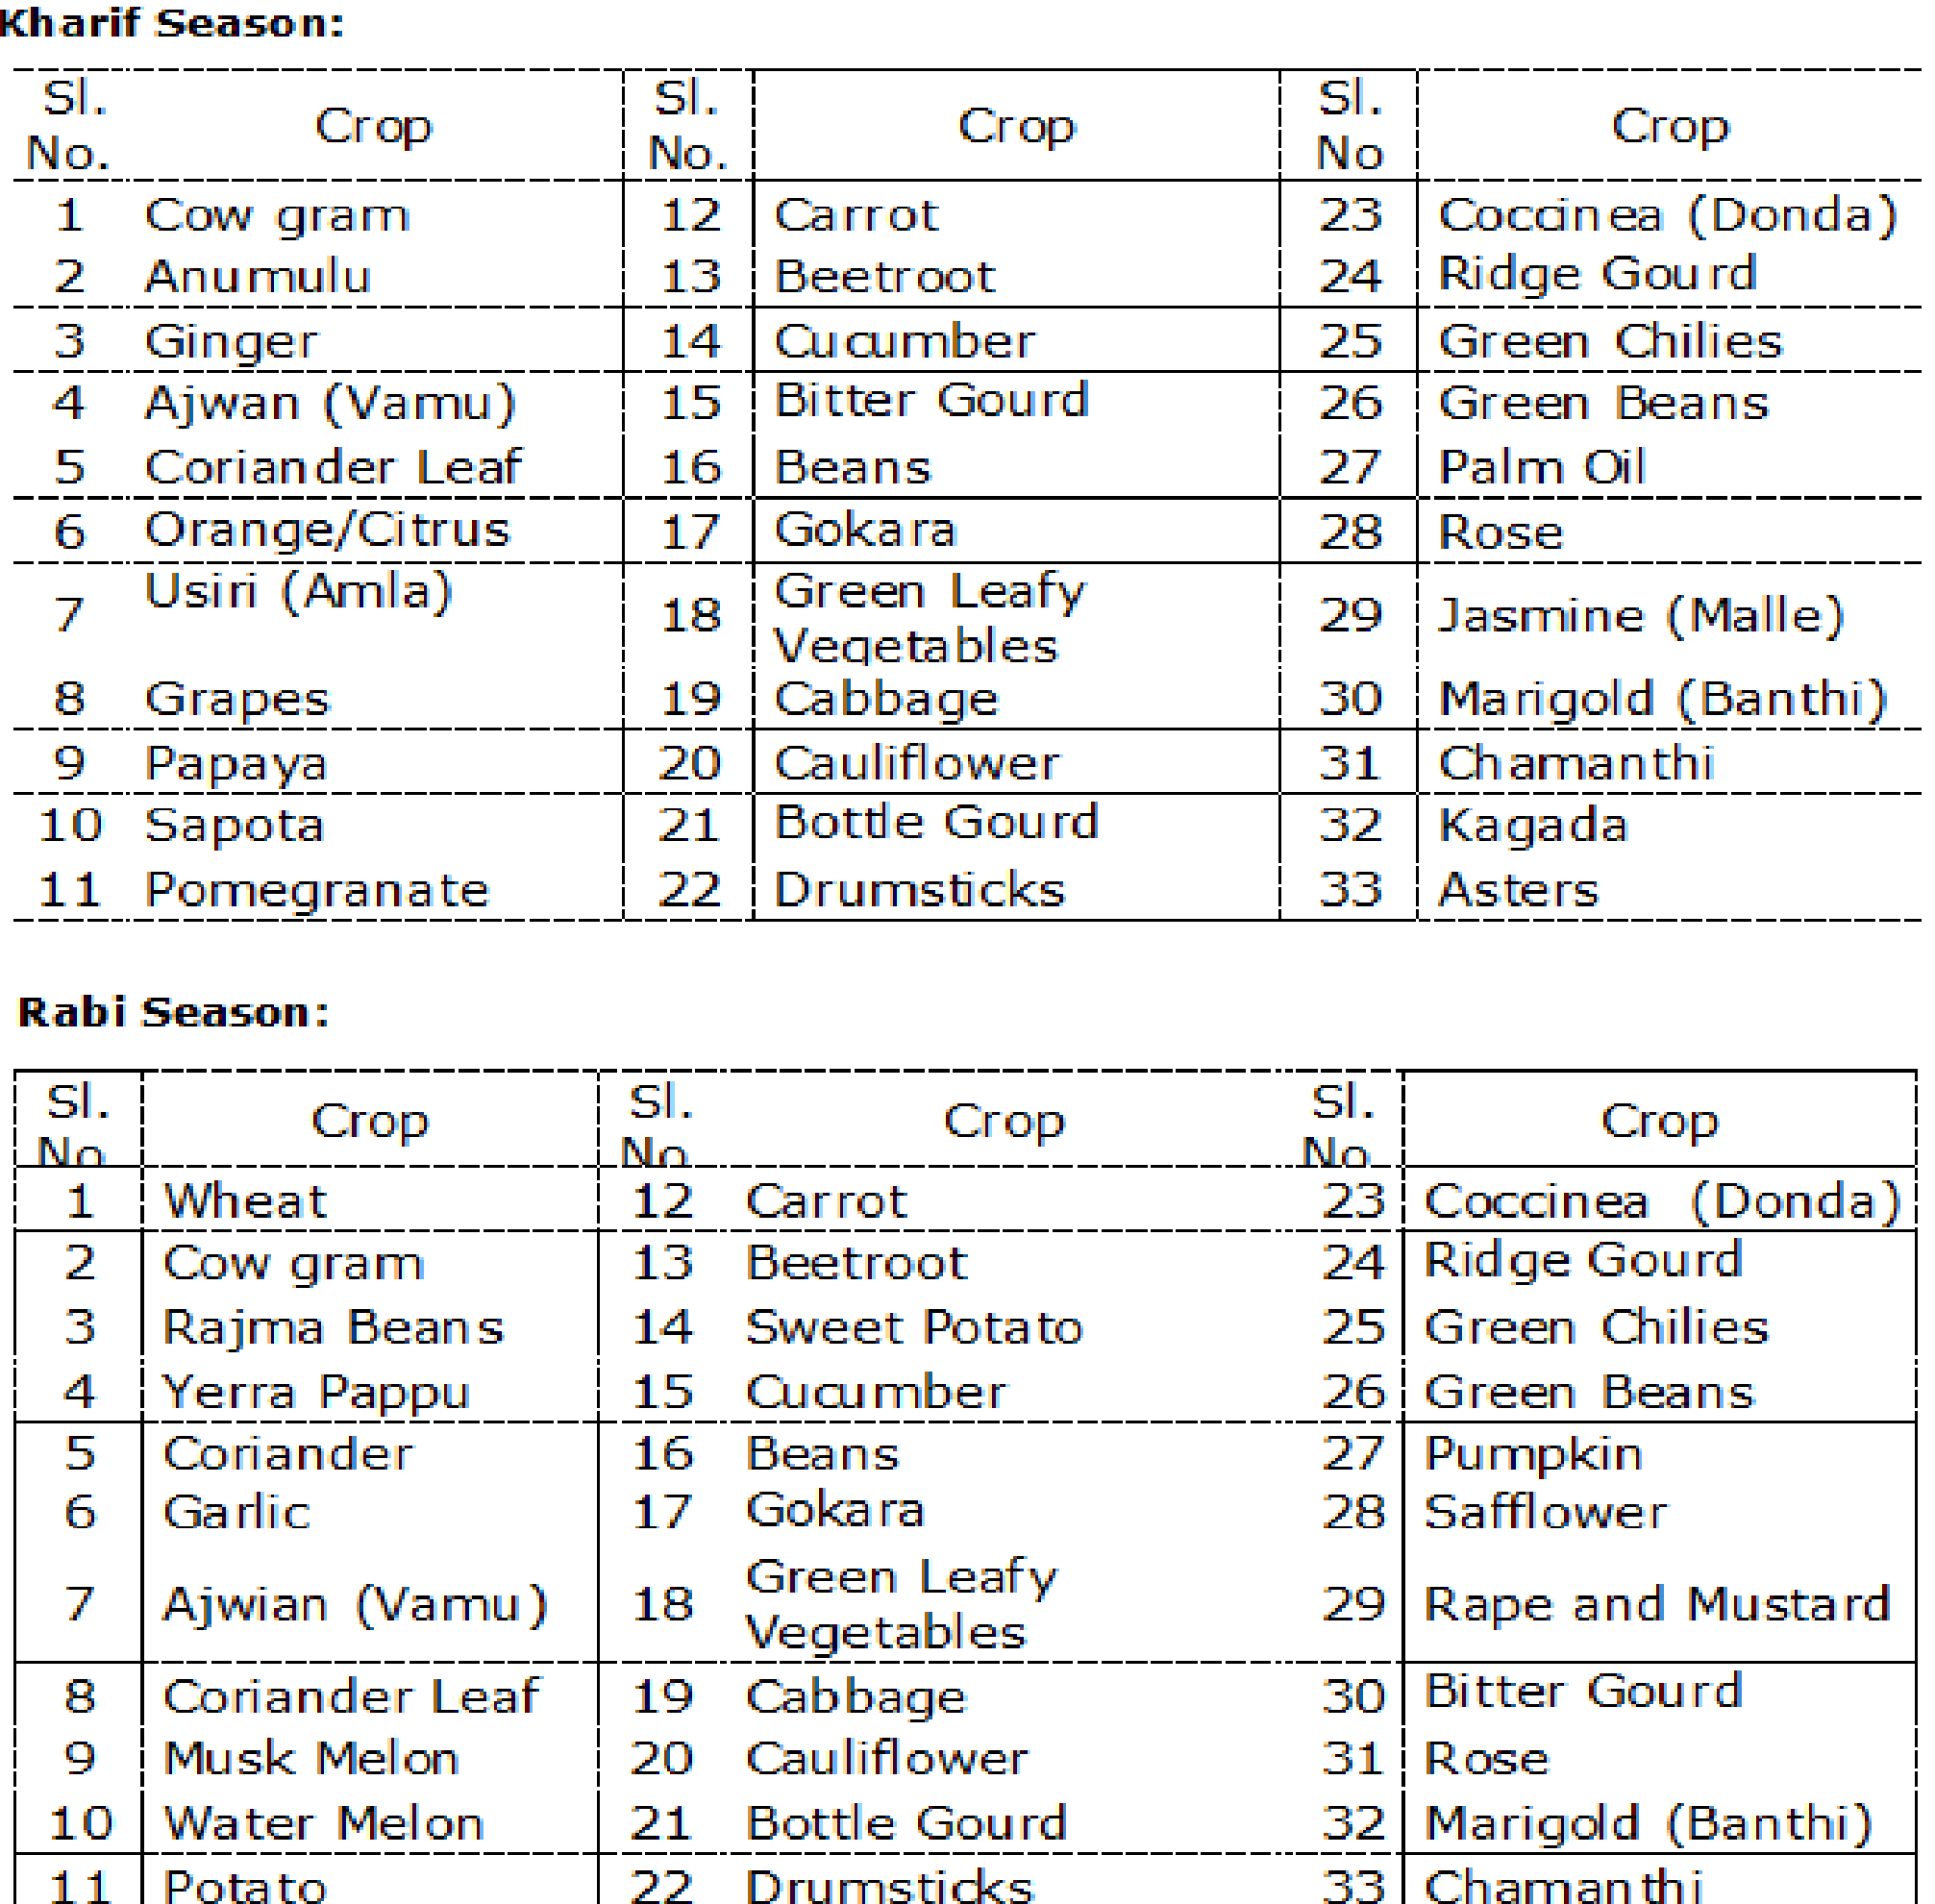 Kharif Season:
Sl. No. Crop Sl. No. Crop Sl. No Crop
1 Cow gram 12 Carrot 23 Coccinea (Donda)
2 Anumulu 13 Beetroot 24 Ridge Gourd
3 Ginger 14 Cucumber 25 Green Chilies
4 Ajwan (Vamu) 15 Bitter Gourd 26 Green Beans
5 Coriander Leaf 16 Beans 27 Palm Oil
6 Orange/Citrus 17 Gokara 28 Rose
7 Usiri (Amla) 18 Green Leafy Vegetables 29 Jasmine (Malle)
8 Grapes 19 Cabbage 30 Marigold (Banthi)
9 Papaya 20 Cauliflower 31 Chamanthi
10 Sapota 21 Bottle Gourd 32 Kagada
11 Pomegranate 22 Drumsticks 33 Asters
Rabi Season:
Sl. No Crop Sl. No Crop Sl. No Crop
1 Wheat 12 Carrot 23 Coccinea (Donda)
2 Cow gram 13 Beetroot 24 Ridge Gourd
3 Rajma Beans 14 Sweet Potato 25 Green Chilies
4 Yerra Pappu 15 Cucumber 26 Green Beans
5 Coriander 16 Beans 27 Pumpkin
6 Garlic 17 Gokara 28 Safflower
7 Ajwian (Vamu) 18 Green Leafy Vegetables 29 Rape and Mustard
8 Coriander Leaf 19 Cabbage 30 Bitter Gourd
9 Musk Melon 20 Cauliflower 31 Rose
10 Water Melon 21 Bottle Gourd 32 Marigold (Banthi)
11 Potato 22 Drumsticks 33 Chamanthi